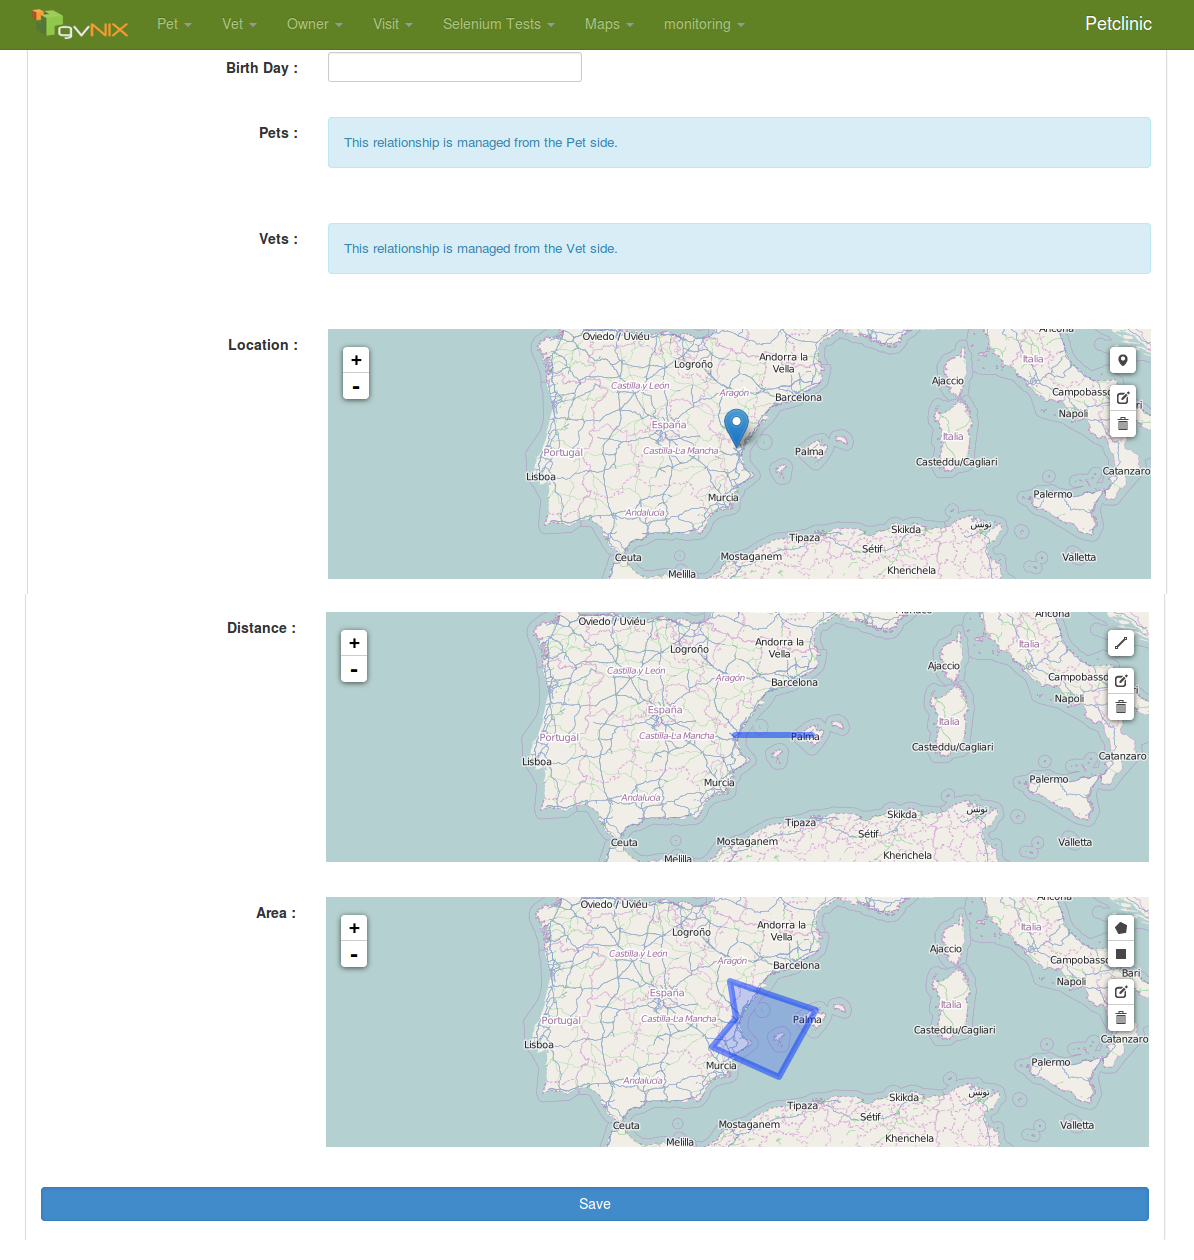 gvNIX Pet Vet Owner Visit Selenium Tests Maps monitoring Petclinic
Birth Day :
Pets :
This relationship is managed from the Pet side.
Vets :
This relationship is managed from the Vet side.
Location :
+
-
Oviedo / Uviéu
Ancona
Logroño
Andorra la
Vella
Italia
Ajaccio
Castilla y León
Aragón
Barcelona
Campobasso
Bari
Napoli
España
Italia
Portugal
Castilla-La Mancha
Palma
Casteddu/Cagliari
Catanzaro
Lisboa
Murcia
Palermo
Andalucía
Skikda
تونس
Tipaza
Sétif
Ceuta
Mostaganem
Valletta
Melilla
Khenchela
Distance :
+
-
Oviedo / Uviéu
Ancona
Logroño
Andorra la
Vella
Italia
Ajaccio
Castilla y León
Aragón
Barcelona
Campobasso
Napoli
España
Italia
Portugal
Castilla-La Mancha
Palma
Casteddu/Cagliari
Catanzaro
Lisboa
Murcia
Palermo
Andalucía
Skikda
تونس
Tipaza
Sétif
Ceuta
Mostaganem
Valletta
Melilla
Khenchela
Area :
+
-
Oviedo / Uviéu
Ancona
Logroño
Andorra la
Vella
Italia
Ajaccio
Castilla y León
Aragón
Barcelona
Campobasso
Bari
Napoli
España
Italia
Portugal
Castilla-La Mancha
Palma
Casteddu/Cagliari
Catanzaro
Lisboa
Murcia
Palermo
Andalucía
Skikda
تونس
Tipaza
Sétif
Ceuta
Mostaganem
Valletta
Melilla
Khenchela
Save